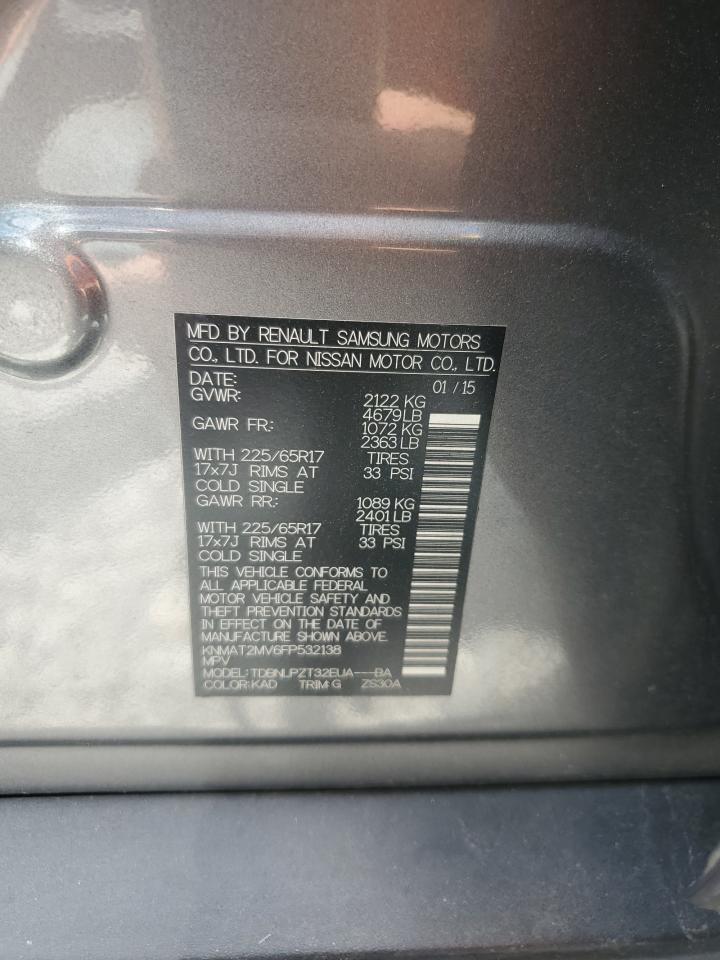 MFD BY RENAULT SAMSUNG MOTORS
CO., LTD. FOR NISSAN MOTOR CO., LTD.
DATE: 01 / 15
GVWR: 2122 KG
4679 LB
GAWR FR.: 1072 KG
2363 LB
WITH 225/65R17 TIRES
17x7J RIMS AT 33 PSI
COLD SINGLE
GAWR RR.: 1089 KG
2401 LB
WITH 225/65R17 TIRES
17x7J RIMS AT 33 PSI
COLD SINGLE
THIS VEHICLE CONFORMS TO
ALL APPLICABLE FEDERAL
MOTOR VEHICLE SAFETY AND
THEFT PREVENTION STANDARDS
IN EFFECT ON THE DATE OF
MANUFACTURE SHOWN ABOVE.
KNMAT2MV6FP532138
MPV
MODEL: TDBNLPZT32EUA---BA
COLOR: KAD TRIM: G ZS30A